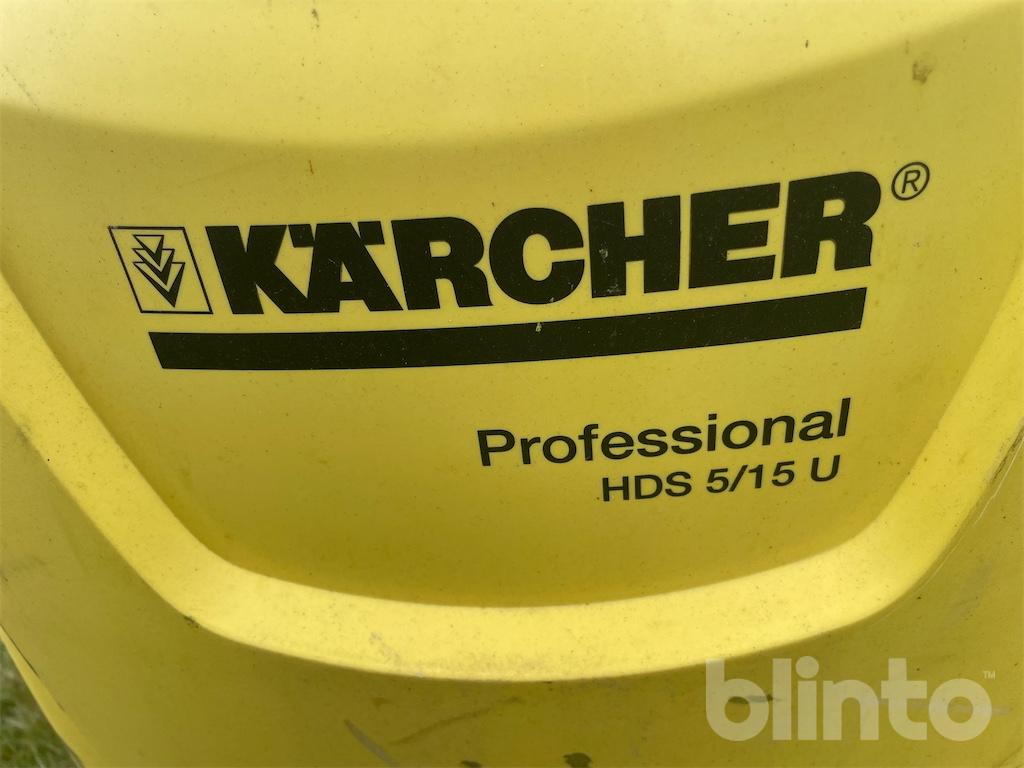 KÄRCHER®
Professional
HDS 5/15 U
blinto™